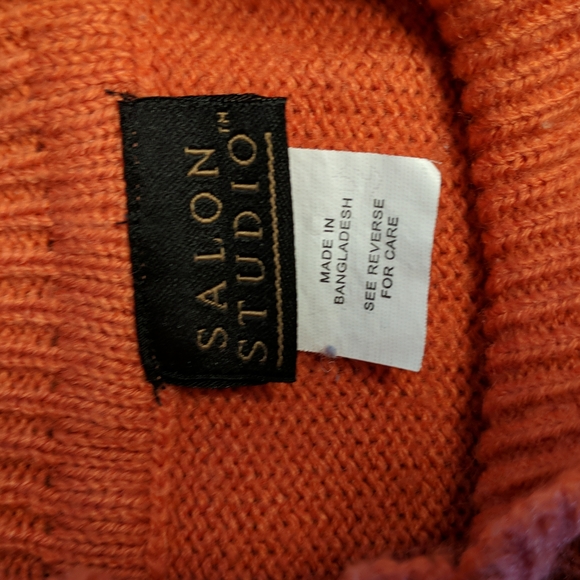 SALON
STUDIO™
MADE IN
BANGLADESH
SEE REVERSE
FOR CARE